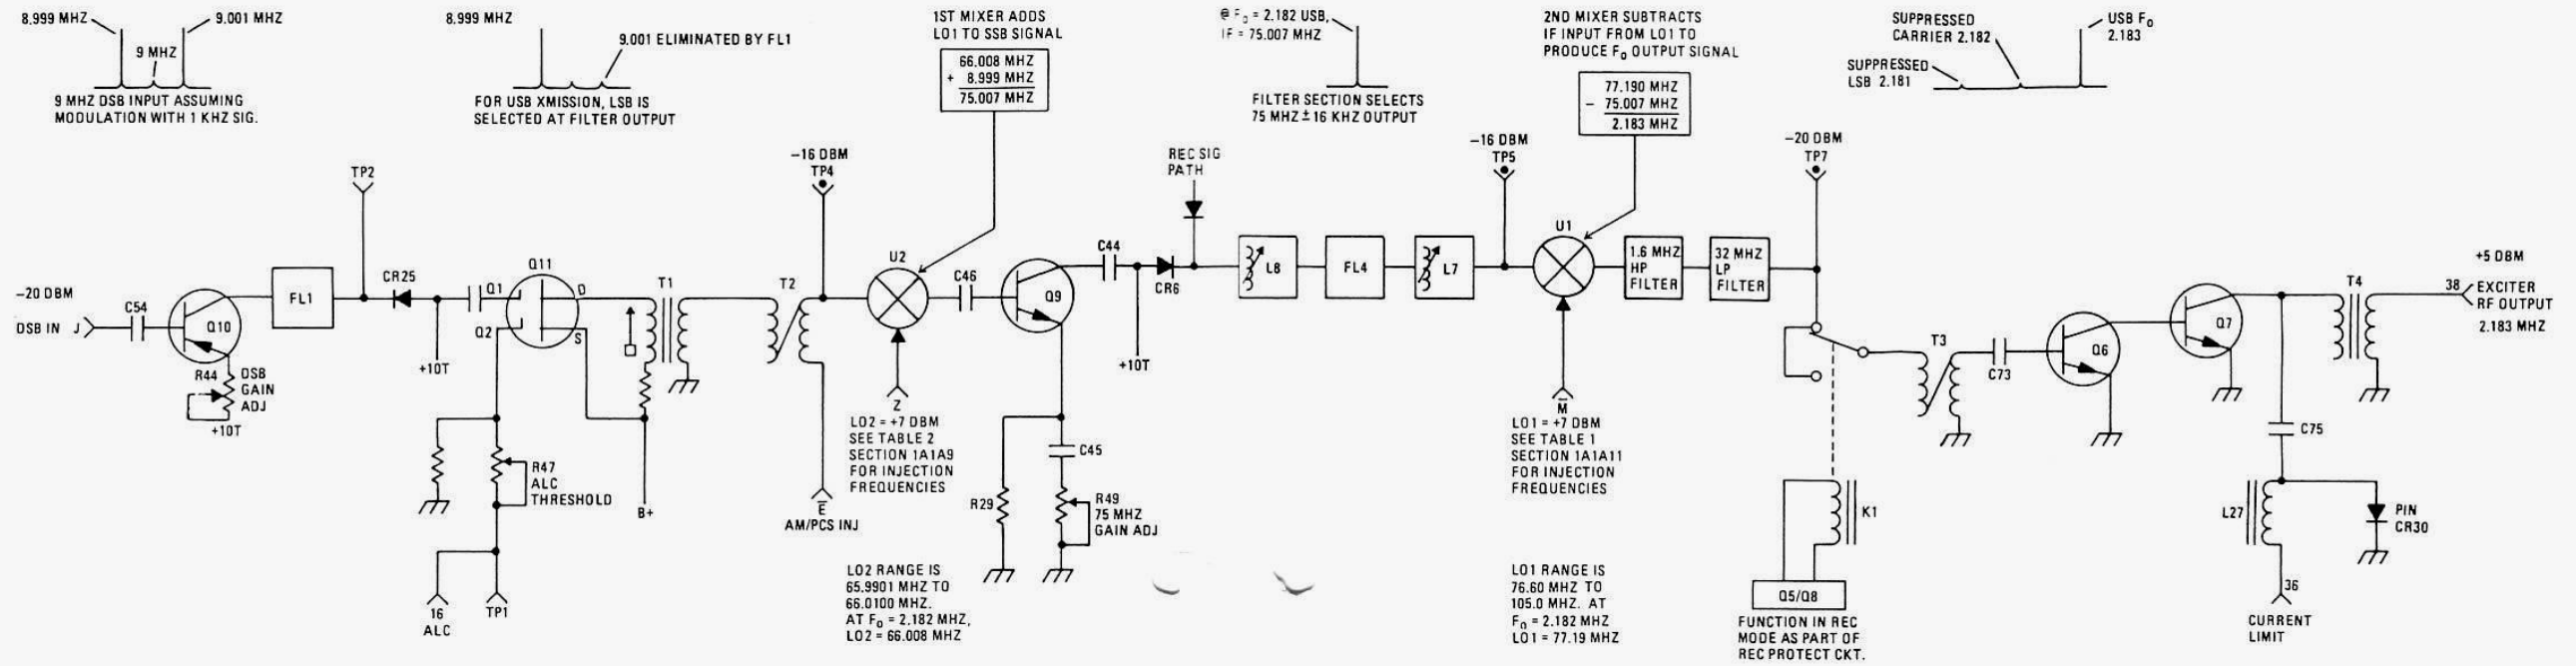 8.999 MHZ
9.001 MHZ
9 MHZ
9 MHZ DSB INPUT ASSUMING
MODULATION WITH 1 KHZ SIG.
8.999 MHZ
9.001 ELIMINATED BY FL1
FOR USB XMISSION, LSB IS
SELECTED AT FILTER OUTPUT
1ST MIXER ADDS
LO1 TO SSB SIGNAL
66.008 MHZ
+ 8.999 MHZ
75.007 MHZ
@ F0 = 2.182 USB,
IF = 75.007 MHZ
FILTER SECTION SELECTS
75 MHZ ± 16 KHZ OUTPUT
2ND MIXER SUBTRACTS
IF INPUT FROM LO1 TO
PRODUCE F0 OUTPUT SIGNAL
77.190 MHZ
– 75.007 MHZ
2.183 MHZ
SUPPRESSED
CARRIER 2.182
USB F0
2.183
SUPPRESSED
LSB 2.181
–20 DBM
DSB IN J
C54
Q10
R44
DSB
GAIN
ADJ
+10T
FL1
TP2
CR25
+10T
Q1
Q2
Q11
D
S
R47
ALC
THRESHOLD
16
ALC
TP1
B+
T1
T2
–16 DBM
TP4
E
AM/PCS INJ
U2
Z
LO2 = +7 DBM
SEE TABLE 2
SECTION 1A1A9
FOR INJECTION
FREQUENCIES
LO2 RANGE IS
65.9901 MHZ TO
66.0100 MHZ.
AT F0 = 2.182 MHZ,
LO2 = 66.008 MHZ
C46
Q9
R29
C45
R49
75 MHZ
GAIN ADJ
C44
+10T
CR6
REC SIG
PATH
L8
FL4
L7
–16 DBM
TP5
U1
M
LO1 = +7 DBM
SEE TABLE 1
SECTION 1A1A11
FOR INJECTION
FREQUENCIES
LO1 RANGE IS
76.60 MHZ TO
105.0 MHZ. AT
F0 = 2.182 MHZ
LO1 = 77.19 MHZ
1.6 MHZ
HP
FILTER
32 MHZ
LP
FILTER
–20 DBM
TP7
K1
Q5/Q8
FUNCTION IN REC
MODE AS PART OF
REC PROTECT CKT.
T3
C73
Q6
Q7
T4
+5 DBM
38 EXCITER
RF OUTPUT
2.183 MHZ
C75
L27
PIN
CR30
36
CURRENT
LIMIT